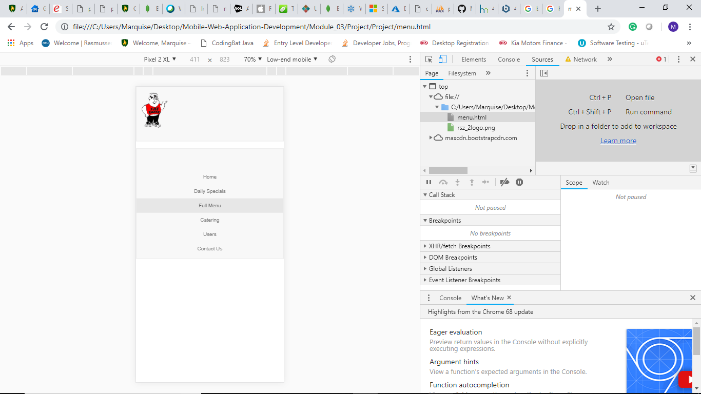 file:///C:/Users/Marquise/Desktop/Mobile-Web-Application-Development/Module_03/Project/Project/menu.html
Apps
Welcome | Rasmuss
Welcome, Marquise -
CodingBat Java
Entry Level Develop
Developer Jobs, Prog
Desktop Registration
Kia Motors Finance -
Software Testing - uT
Pixel 2 XL
411 × 823
70%
Low-end mobile
Elements Console Sources Network
1
Page Filesystem
top
file://
C:/Users/Marquise/Desktop/Mo
menu.html
rsz_2logo.png
maxcdn.bootstrapcdn.com
Ctrl + P Open file
Ctrl + Shift + P Run command
Drop in a folder to add to workspace
Learn more
Home
Daily Specials
Full Menu
Catering
Users
Contact Us
Scope Watch
Not paused
Call Stack
Not paused
Breakpoints
No breakpoints
XHR/fetch Breakpoints
DOM Breakpoints
Global Listeners
Event Listener Breakpoints
Console What's New
Highlights from the Chrome 68 update
Eager evaluation
Preview return values in the Console without explicitly
executing expressions.
Argument hints
View a function's expected arguments in the Console.
Function autocompletion